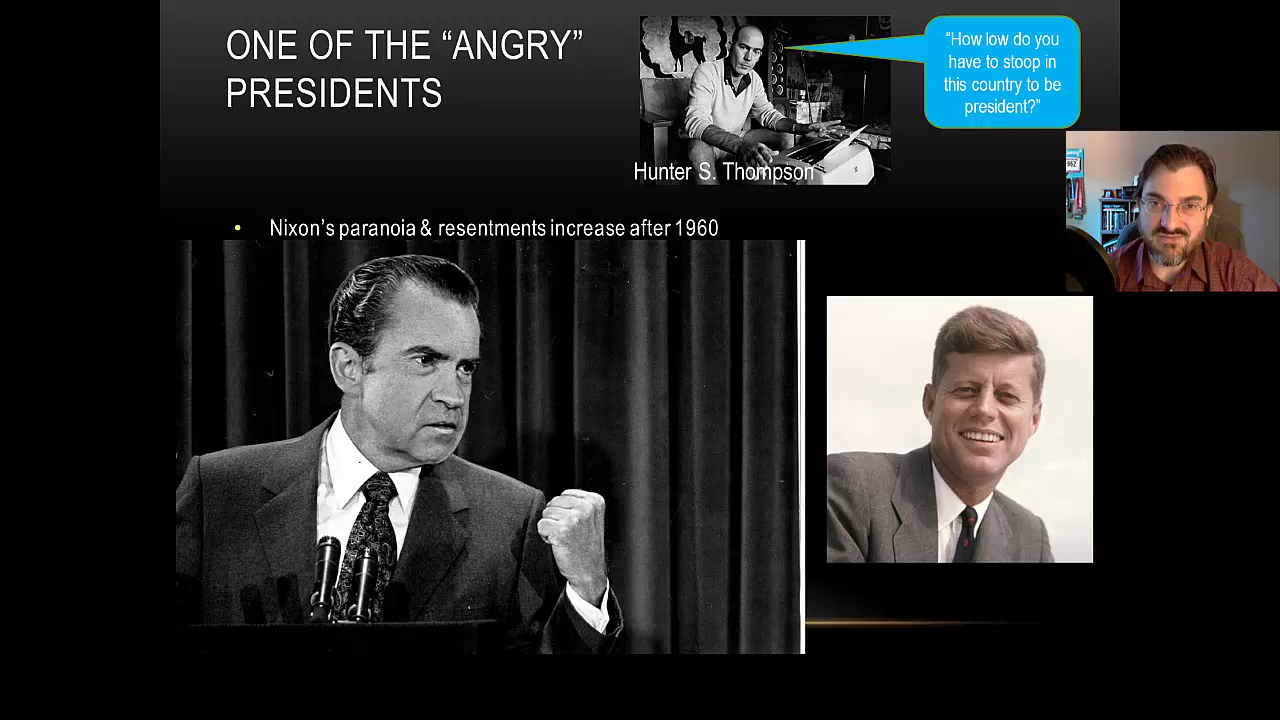 ONE OF THE “ANGRY”
PRESIDENTS
“How low do you
have to stoop in
this country to be
president?”
Hunter S. Thompson
• Nixon’s paranoia & resentments increase after 1960